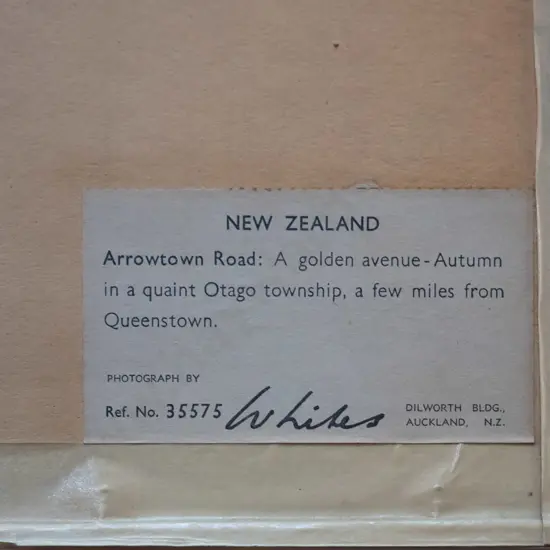 NEW ZEALAND
Arrowtown Road: A golden avenue - Autumn
in a quaint Otago township, a few miles from
Queenstown.
PHOTOGRAPH BY
Ref. No. 35575 Whites DILWORTH BLDG.,
AUCKLAND, N.Z.